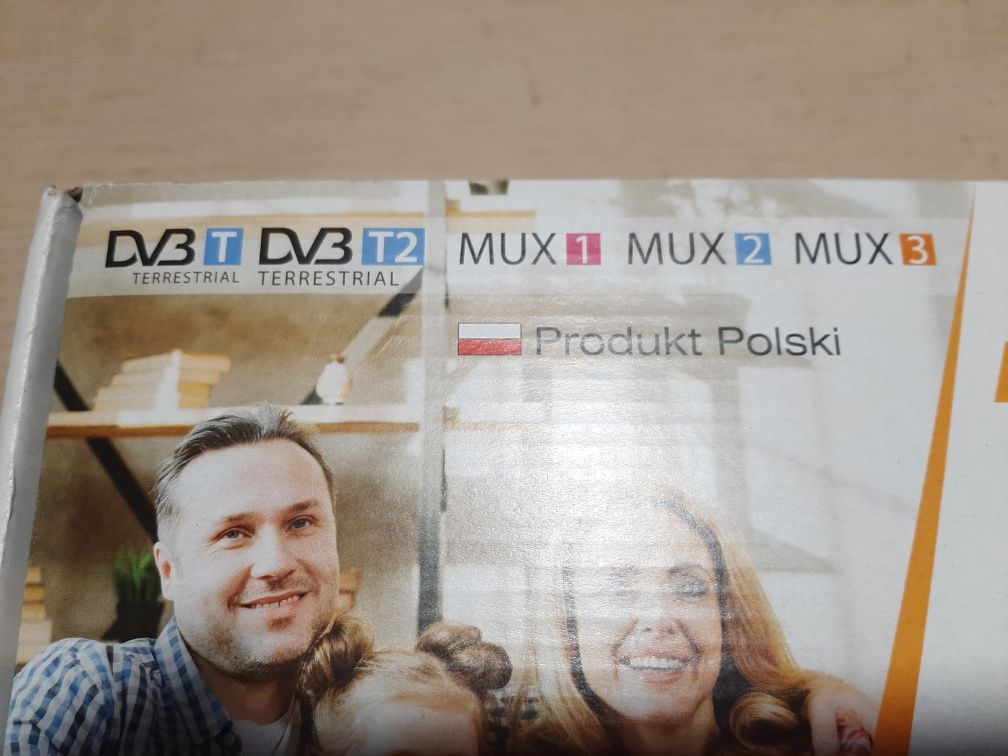 DVB T DVB T2 MUX 1 MUX 2 MUX 3
TERRESTRIAL TERRESTRIAL
Produkt Polski